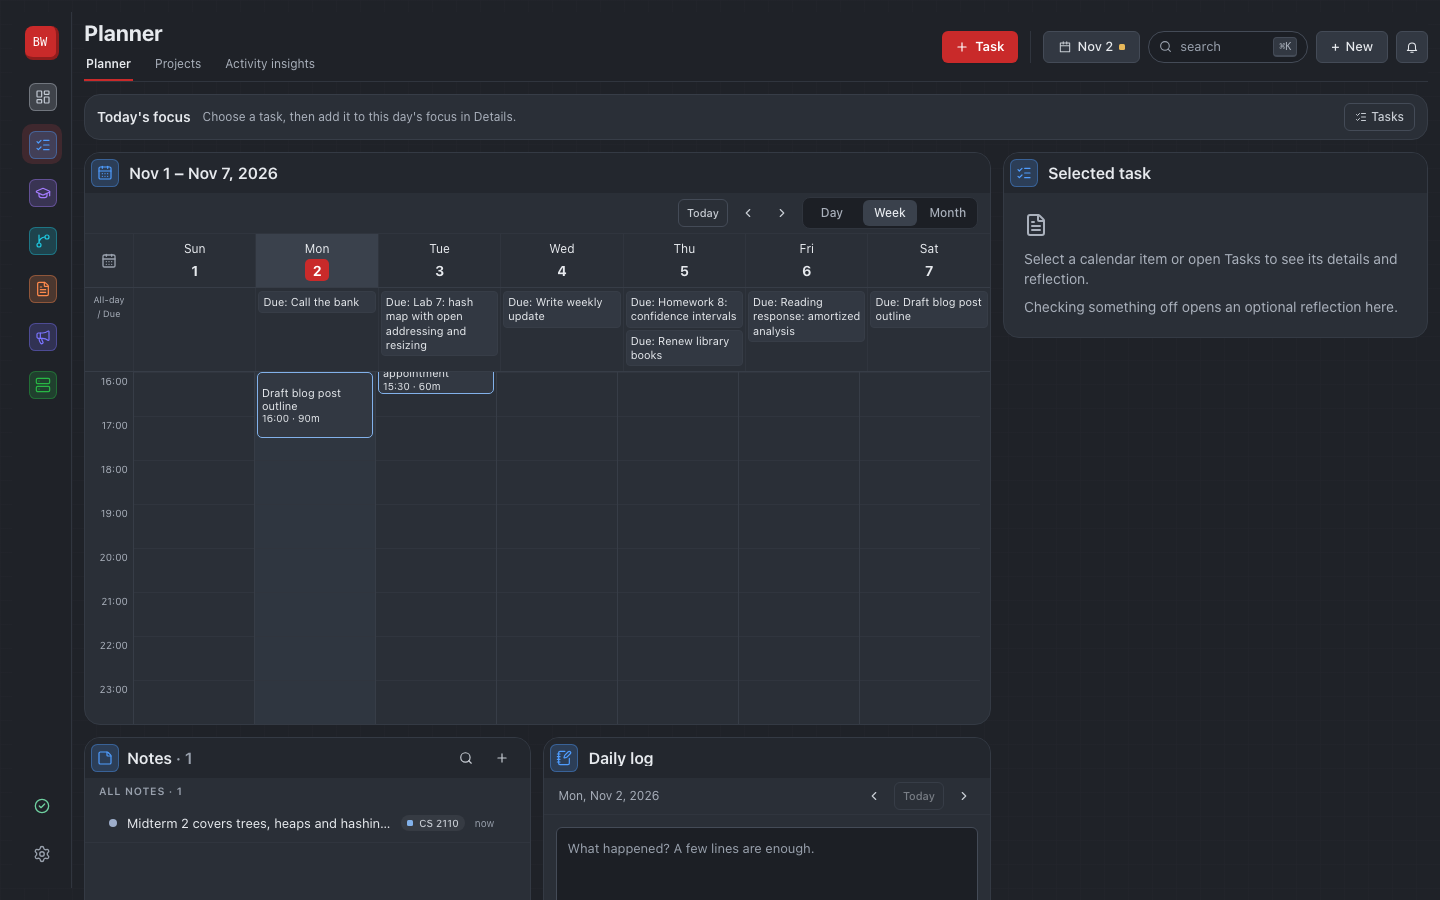 BW
Planner
Planner
Projects
Activity insights
Task
Nov 2
search
⌘K
+ New
Today's focus
Choose a task, then add it to this day's focus in Details.
Tasks
Nov 1 – Nov 7, 2026
Today
Day
Week
Month
Sun
1
Mon
2
Tue
3
Wed
4
Thu
5
Fri
6
Sat
7
All-day
/ Due
Due: Call the bank
Due: Lab 7: hash
map with open
addressing and
resizing
Due: Write weekly
update
Due: Homework 8:
confidence intervals
Due: Renew library
books
Due: Reading
response: amortized
analysis
Due: Draft blog post
outline
16:00
17:00
18:00
19:00
20:00
21:00
22:00
23:00
Draft blog post
outline
16:00 · 90m
appointment
15:30 · 60m
Selected task
Select a calendar item or open Tasks to see its details and
reflection.
Checking something off opens an optional reflection here.
Notes · 1
ALL NOTES · 1
Midterm 2 covers trees, heaps and hashin...
CS 2110
now
Daily log
Mon, Nov 2, 2026
Today
What happened? A few lines are enough.